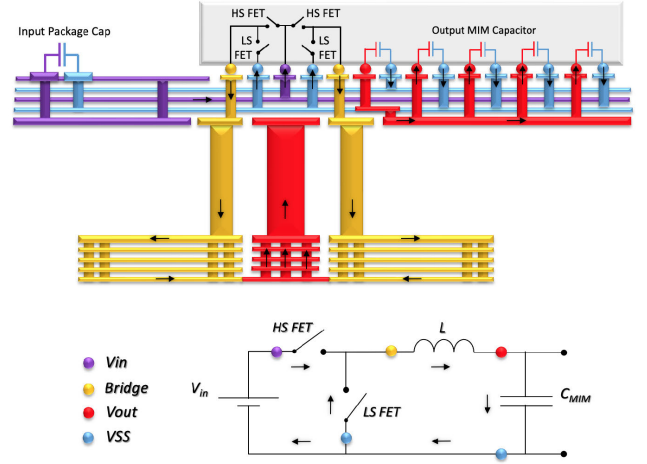 HS FET
HS FET
Input Package Cap
Output MIM Capacitor
LS
FET
LS
FET
HS FET
L
Vin
Bridge
Vout
VSS
Vin
LS FET
CMIM